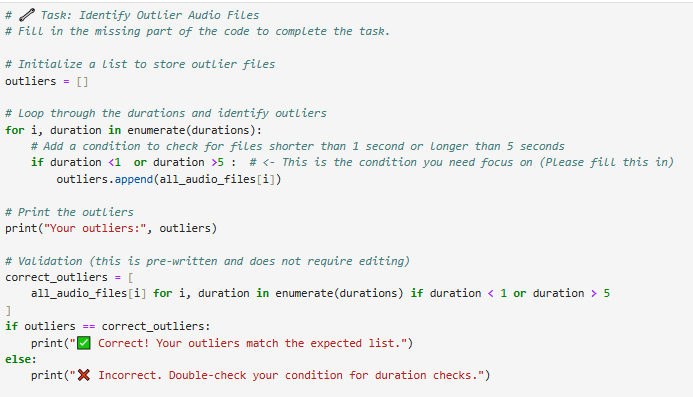 # 🔗 Task: Identify Outlier Audio Files
# Fill in the missing part of the code to complete the task.
# Initialize a list to store outlier files
outliers = []
# Loop through the durations and identify outliers
for i, duration in enumerate(durations):
    # Add a condition to check for files shorter than 1 second or longer than 5 seconds
    if duration <1  or duration >5 :  # <- This is the condition you need focus on (Please fill this in)
        outliers.append(all_audio_files[i])
# Print the outliers
print("Your outliers:", outliers)
# Validation (this is pre-written and does not require editing)
correct_outliers = [
    all_audio_files[i] for i, duration in enumerate(durations) if duration < 1 or duration > 5
]
if outliers == correct_outliers:
    print("✅ Correct! Your outliers match the expected list.")
else:
    print("❌ Incorrect. Double-check your condition for duration checks.")